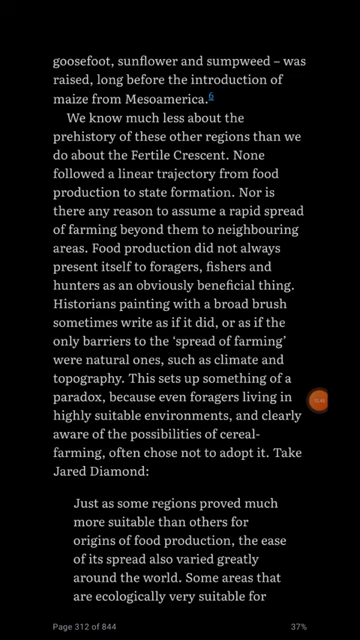 goosefoot, sunflower and sumpweed – was
raised, long before the introduction of
maize from Mesoamerica.6
We know much less about the
prehistory of these other regions than we
do about the Fertile Crescent. None
followed a linear trajectory from food
production to state formation. Nor is
there any reason to assume a rapid spread
of farming beyond them to neighbouring
areas. Food production did not always
present itself to foragers, fishers and
hunters as an obviously beneficial thing.
Historians painting with a broad brush
sometimes write as if it did, or as if the
only barriers to the ‘spread of farming’
were natural ones, such as climate and
topography. This sets up something of a
paradox, because even foragers living in
highly suitable environments, and clearly
aware of the possibilities of cereal-
farming, often chose not to adopt it. Take
Jared Diamond:
Just as some regions proved much
more suitable than others for
origins of food production, the ease
of its spread also varied greatly
around the world. Some areas that
are ecologically very suitable for
Page 312 of 844
37%